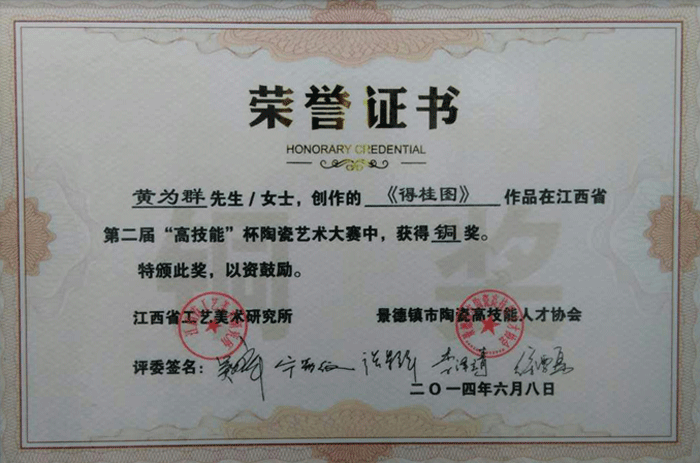 荣誉证书
HONORARY CREDENTIAL
黄为群先生/女士，创作的《得桂图》作品在江西省
第二届“高技能”杯陶瓷艺术大赛中，获得铜奖。
特颁此奖，以资鼓励。
江西省工艺美术研究所 景德镇市陶瓷高技能人才协会
评委签名：
二〇一四年六月八日
铜奖